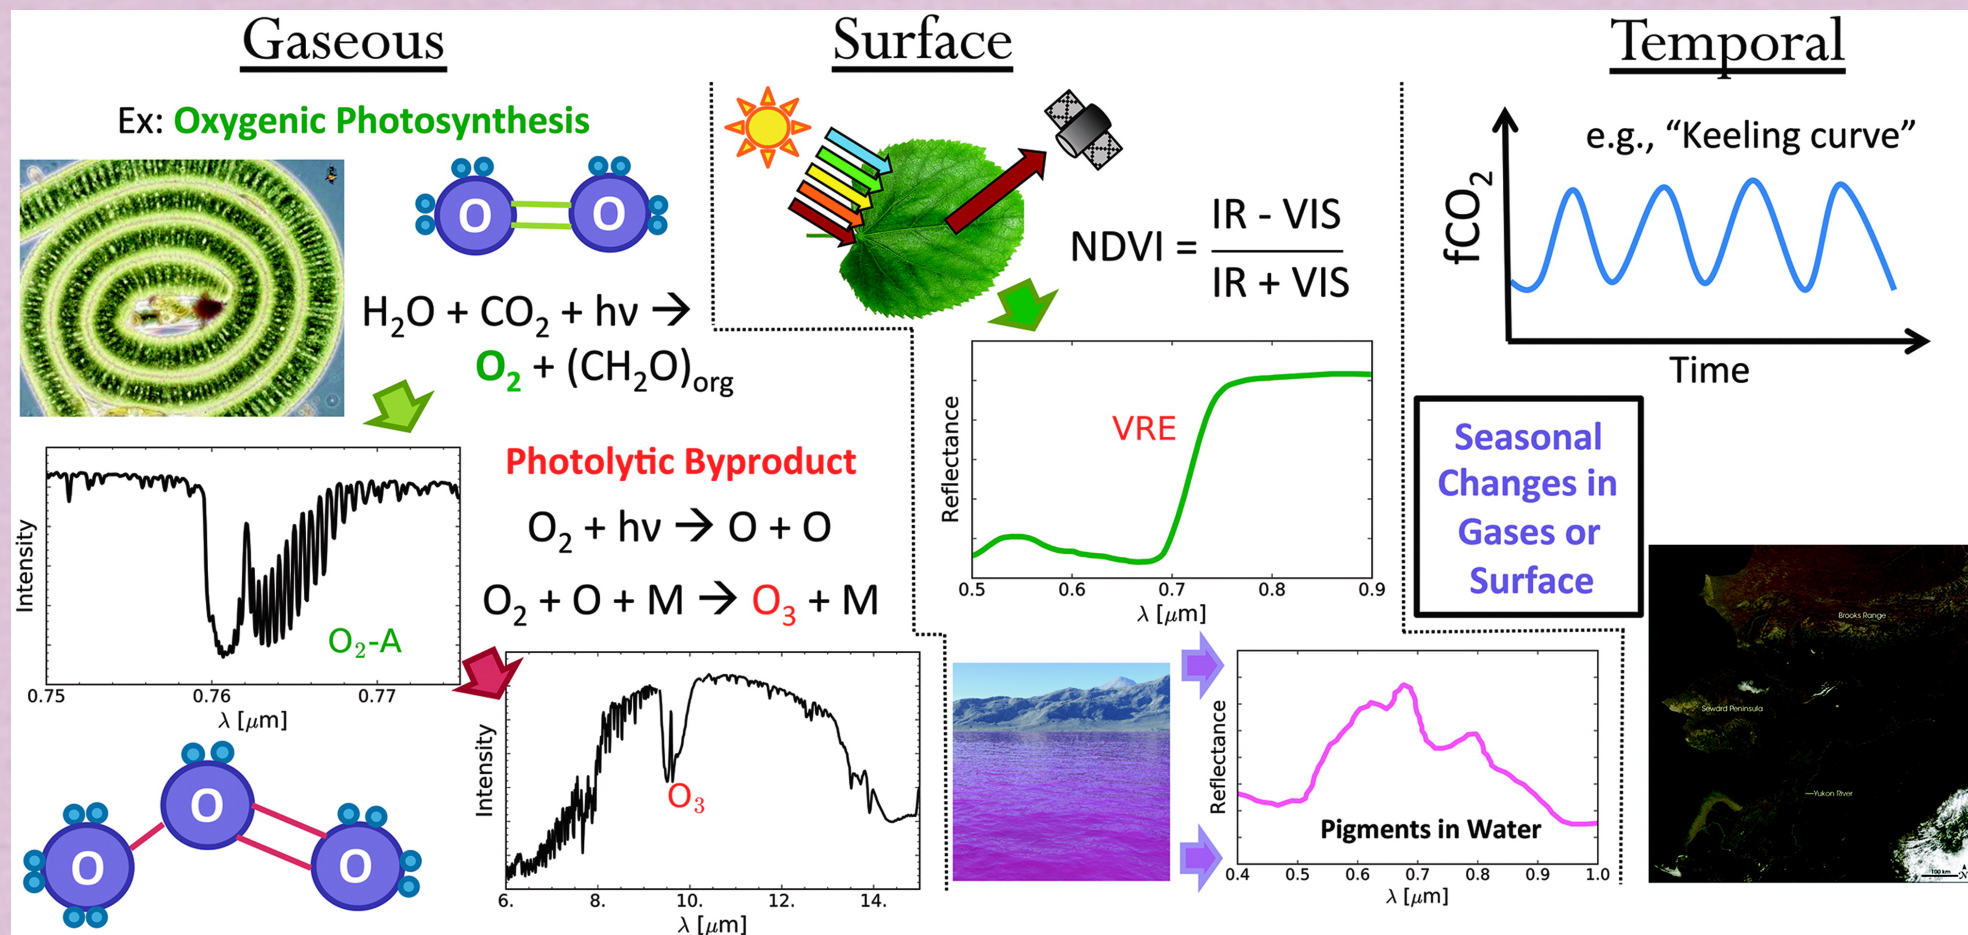 Gaseous
Ex: Oxygenic Photosynthesis
O O
H₂O + CO₂ + hν →
O₂ + (CH₂O)org
Intensity
O₂-A
0.75 0.76 0.77
λ [μm]
Photolytic Byproduct
O₂ + hν → O + O
O₂ + O + M → O₃ + M
O
O
O
Intensity
O₃
6. 8. 10. 12. 14.
λ [μm]
Surface
NDVI = IR - VIS
IR + VIS
Reflectance
VRE
0.5 0.6 0.7 0.8 0.9
λ [μm]
Reflectance
Pigments in Water
0.4 0.5 0.6 0.7 0.8 0.9 1.0
λ [μm]
Temporal
e.g., “Keeling curve”
fCO₂
Time
Seasonal
Changes in
Gases or
Surface
Brooks Range
Seward Peninsula
Yukon River
100 km
N